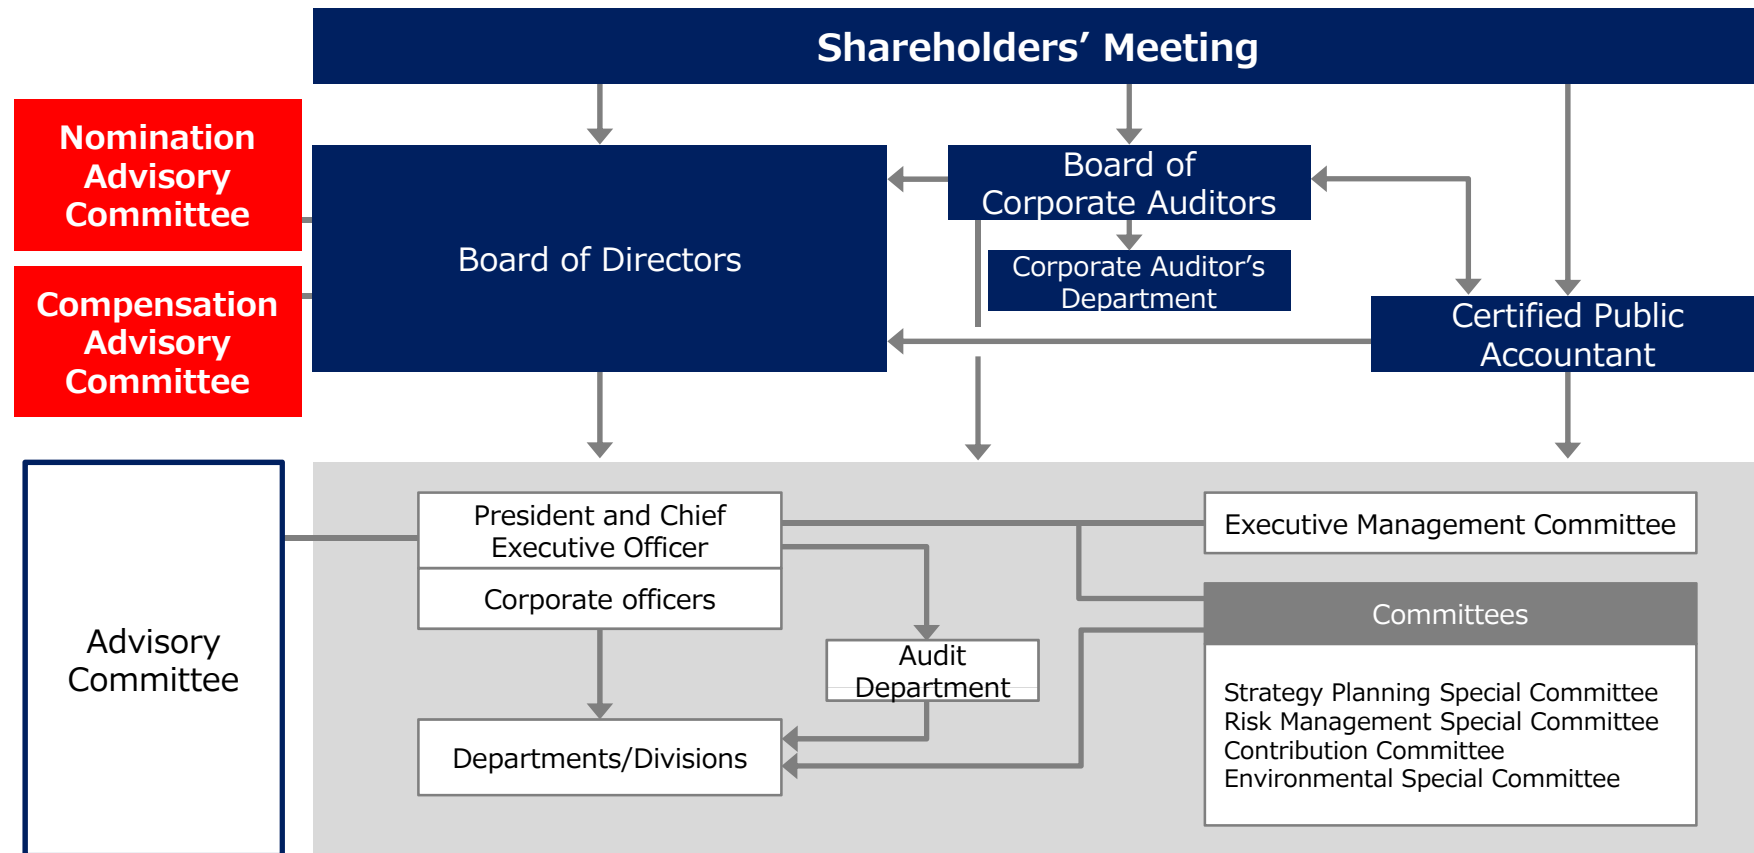 Shareholders’ Meeting
Nomination
Advisory
Committee
Compensation
Advisory
Committee
Board of Directors
Board of
Corporate Auditors
Corporate Auditor’s
Department
Certified Public
Accountant
Advisory
Committee
President and Chief
Executive Officer
Corporate officers
Audit
Department
Departments/Divisions
Executive Management Committee
Committees
Strategy Planning Special Committee
Risk Management Special Committee
Contribution Committee
Environmental Special Committee